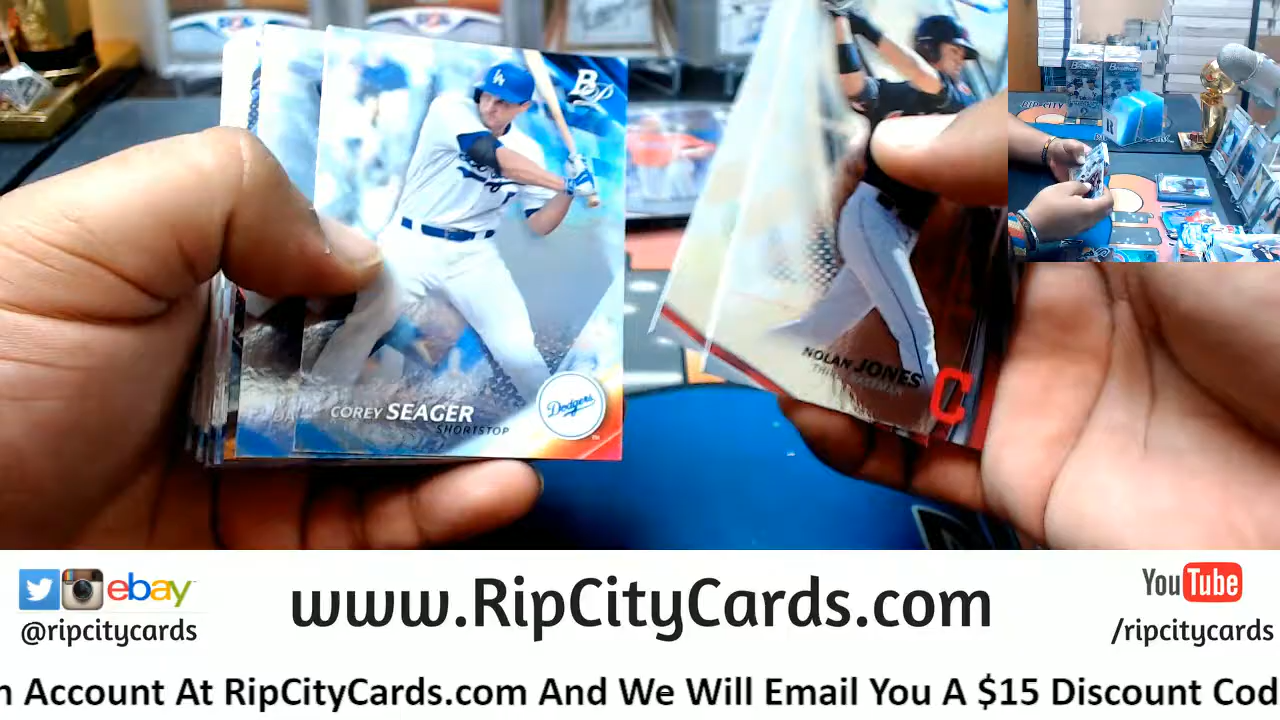 COREY SEAGER
SHORTSTOP
Dodgers
NOLAN JONES
C
ebay
@ripcitycards
www.RipCityCards.com
YouTube
/ripcitycards
n Account At RipCityCards.com And We Will Email You A $15 Discount Cod